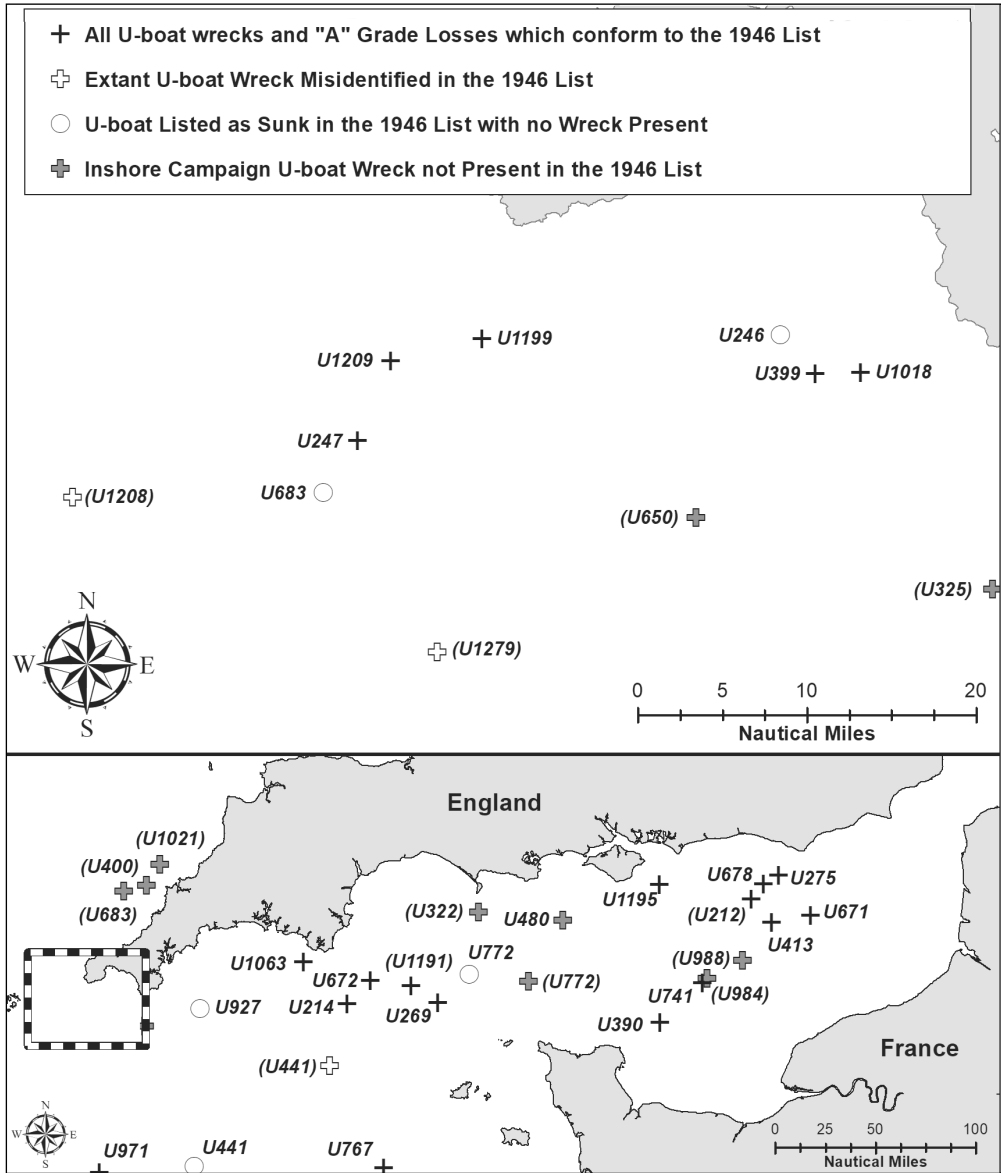 All U-boat wrecks and "A" Grade Losses which conform to the 1946 List
Extant U-boat Wreck Misidentified in the 1946 List
U-boat Listed as Sunk in the 1946 List with no Wreck Present
Inshore Campaign U-boat Wreck not Present in the 1946 List
U1199
U246
U1209
U399
U1018
U247
U683
(U1208)
(U650)
(U325)
(U1279)
N
W
E
S
0 5 10 20
Nautical Miles
England
(U1021)
(U400)
(U683)
U678
U275
U1195
(U212)
U671
(U322)
U480
U413
U772
U1063
(U1191)
(U988)
U672
(U772)
U741
(U984)
U214
U927
U269
U390
France
(U441)
N
W
E
S
0 25 50 100
Nautical Miles
U971
U441
U767